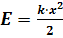 E = k·x²/2